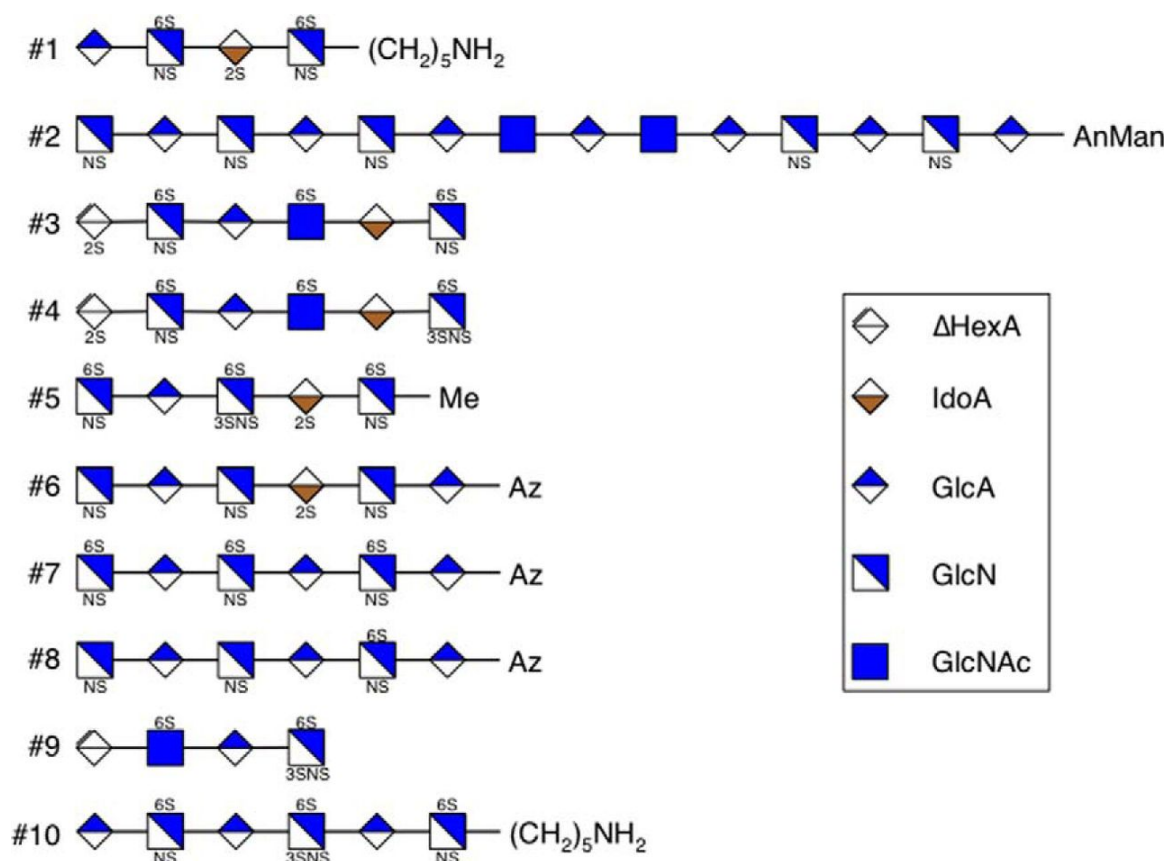 6S 6S
#1 (CH2)5NH2
NS 2S NS
#2 AnMan
NS NS NS NS NS
6S 6S 6S
#3
2S NS NS
6S 6S 6S
#4
2S NS 3SNS
6S 6S 6S
#5 Me
NS 3SNS 2S NS
#6 Az
NS NS 2S NS
6S 6S 6S
#7 Az
NS NS NS
6S
#8 Az
NS NS NS
6S 6S
#9
3SNS
6S 6S 6S
#10 (CH2)5NH2
NS 3SNS NS
ΔHexA
IdoA
GlcA
GlcN
GlcNAc